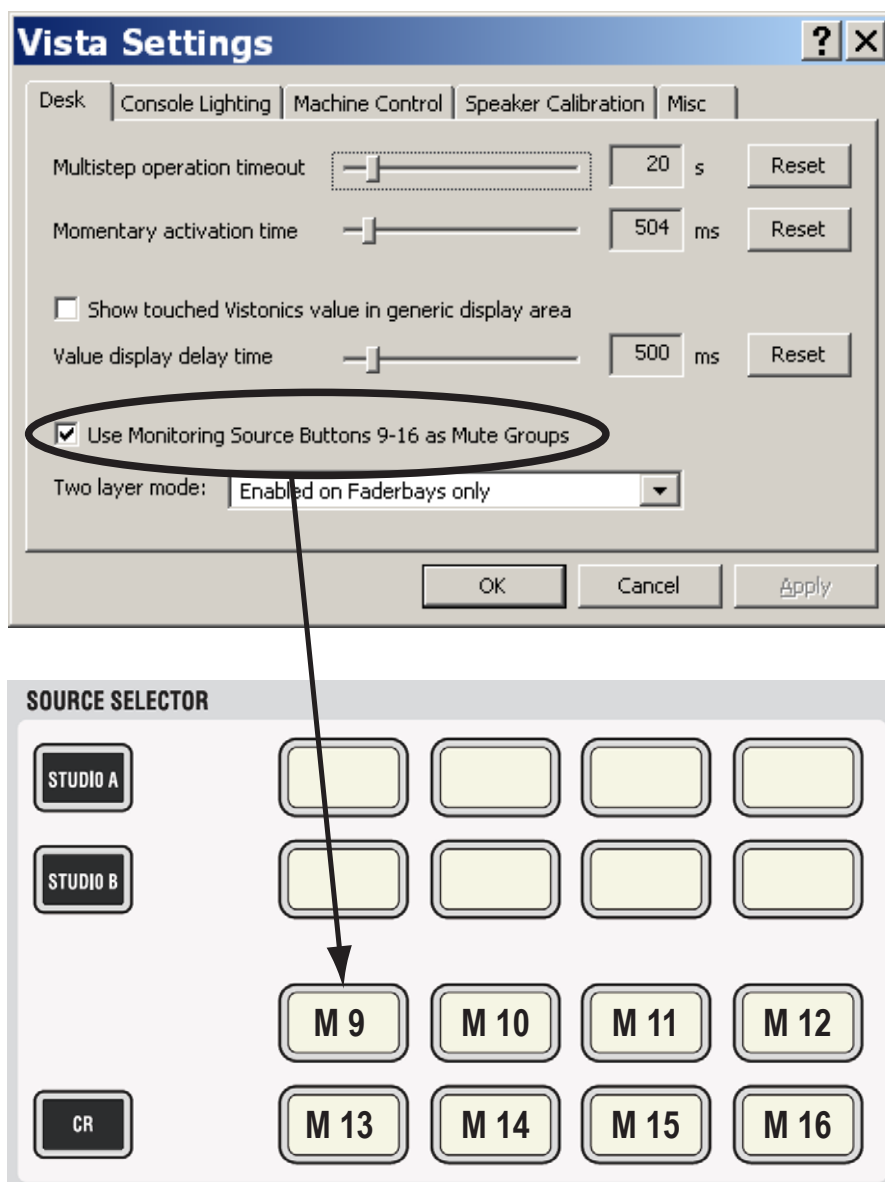 Vista Settings
Desk Console Lighting Machine Control Speaker Calibration Misc
Multistep operation timeout 20 s Reset
Momentary activation time 504 ms Reset
Show touched Vistonics value in generic display area
Value display delay time 500 ms Reset
Use Monitoring Source Buttons 9-16 as Mute Groups
Two layer mode: Enabled on Faderbays only
OK Cancel Apply
SOURCE SELECTOR
STUDIO A
STUDIO B
M 9 M 10 M 11 M 12
CR M 13 M 14 M 15 M 16